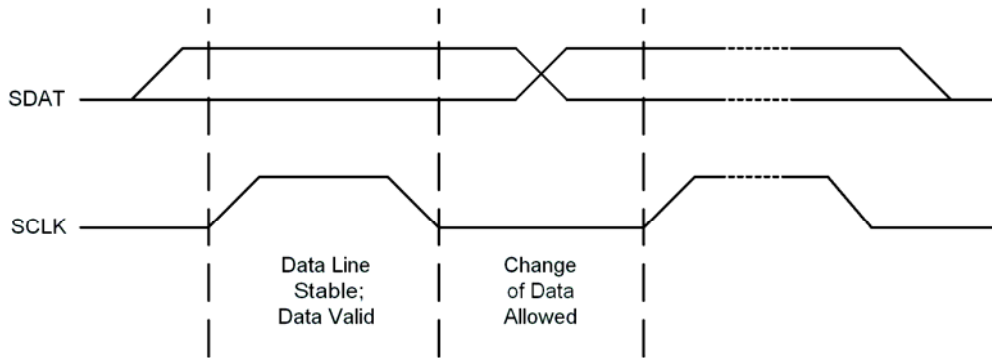 SDAT
SCLK
Data Line
Stable;
Data Valid
Change
of Data
Allowed